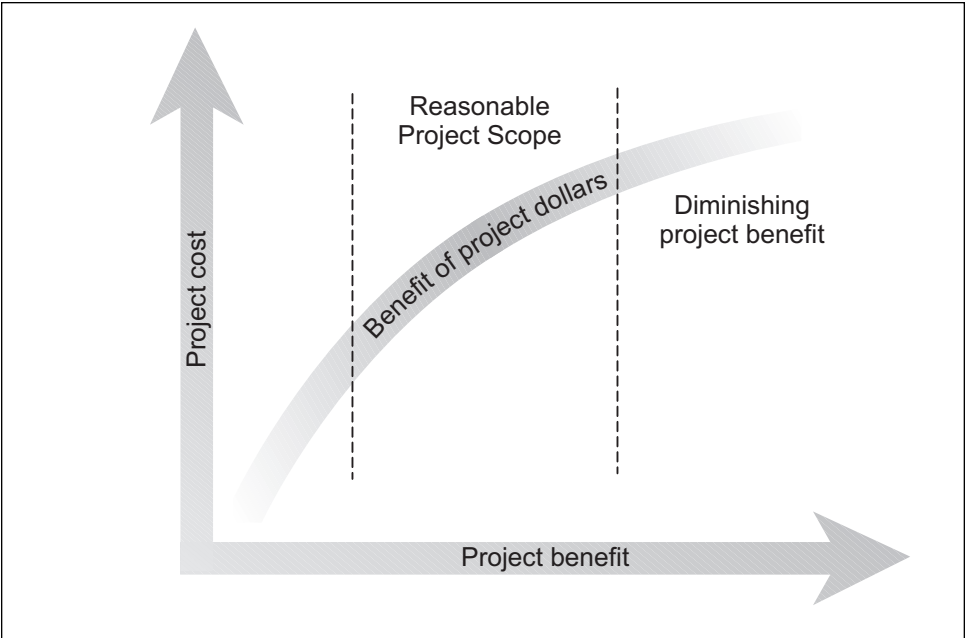 Reasonable
Project Scope
Benefit of project dollars
Diminishing
project benefit
Project cost
Project benefit